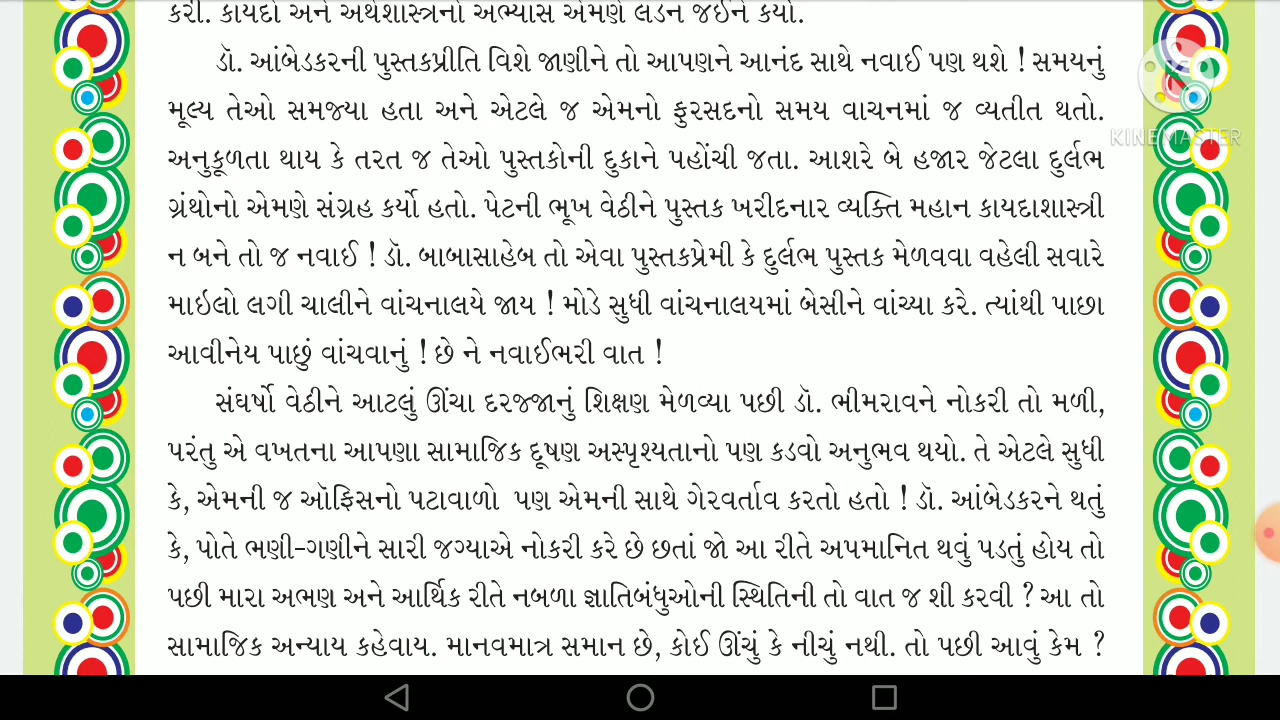 કરી. કાયદો અને અર્થશાસ્ત્રનો અભ્યાસ એમણે લંડન જઈને કર્યો.
ડૉ. આંબેડકરની પુસ્તકપ્રીતિ વિશે જાણીને તો આપણને આનંદ સાથે નવાઈ પણ થશે ! સમયનું
મૂલ્ય તેઓ સમજ્યા હતા અને એટલે જ એમનો ફુરસદનો સમય વાચનમાં જ વ્યતીત થતો.
KINEMASTER
અનુકૂળતા થાય કે તરત જ તેઓ પુસ્તકોની દુકાને પહોંચી જતા. આશરે બે હજાર જેટલા દુર્લભ
ગ્રંથોનો એમણે સંગ્રહ કર્યો હતો. પેટની ભૂખ વેઠીને પુસ્તક ખરીદનાર વ્યક્તિ મહાન કાયદાશાસ્ત્રી
ન બને તો જ નવાઈ ! ડૉ. બાબાસાહેબ તો એવા પુસ્તકપ્રેમી કે દુર્લભ પુસ્તક મેળવવા વહેલી સવારે
માઇલો લગી ચાલીને વાંચનાલયે જાય ! મોડે સુધી વાંચનાલયમાં બેસીને વાંચ્યા કરે. ત્યાંથી પાછા
આવીનેય પાછું વાંચવાનું ! છે ને નવાઈભરી વાત !
સંઘર્ષો વેઠીને આટલું ઊંચા દરજ્જાનું શિક્ષણ મેળવ્યા પછી ડૉ. ભીમરાવને નોકરી તો મળી,
પરંતુ એ વખતના આપણા સામાજિક દૂષણ અસ્પૃશ્યતાનો પણ કડવો અનુભવ થયો. તે એટલે સુધી
કે, એમની જ ઑફિસનો પટાવાળો પણ એમની સાથે ગેરવર્તાવ કરતો હતો ! ડૉ. આંબેડકરને થતું
કે, પોતે ભણી-ગણીને સારી જગ્યાએ નોકરી કરે છે છતાં જો આ રીતે અપમાનિત થવું પડતું હોય તો
પછી મારા અભણ અને આર્થિક રીતે નબળા જ્ઞાતિબંધુઓની સ્થિતિની તો વાત જ શી કરવી ? આ તો
સામાજિક અન્યાય કહેવાય. માનવમાત્ર સમાન છે, કોઈ ઊંચું કે નીચું નથી. તો પછી આવું કેમ ?